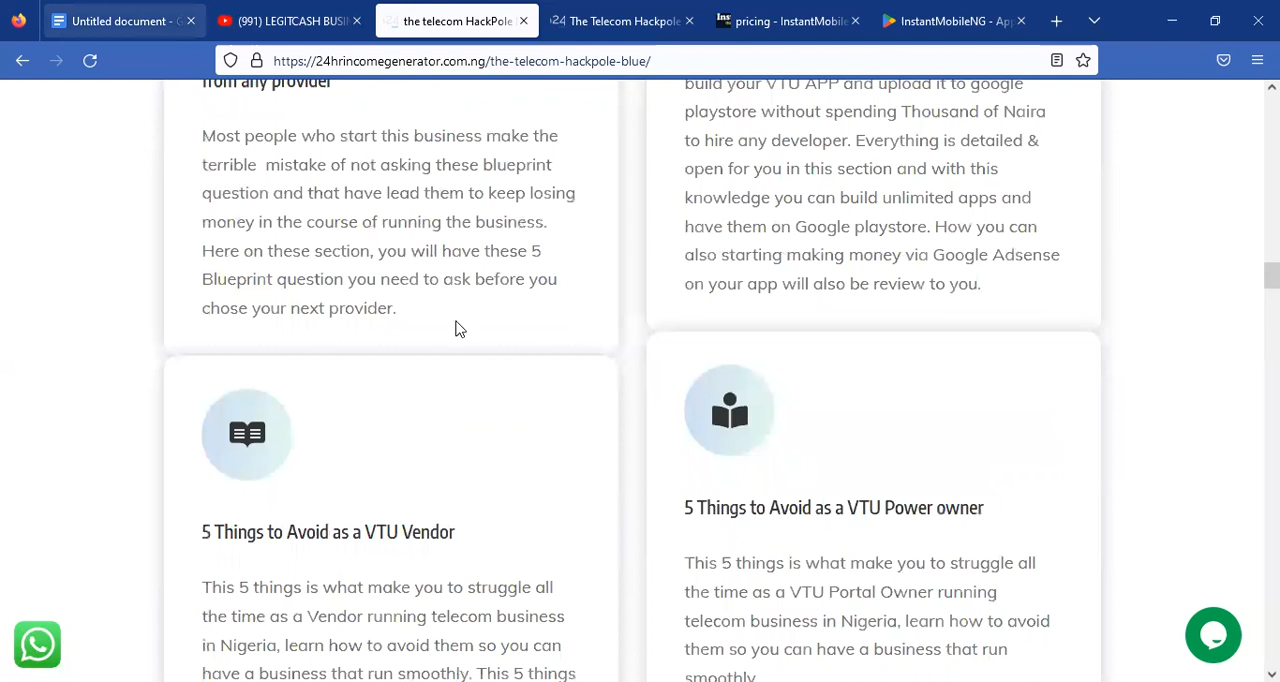 Untitled document - G
(991) LEGITCASH BUSI
the telecom HackPole
The Telecom Hackpole
pricing - InstantMobile
InstantMobileNG - App
https://24hrincomegenerator.com.ng/the-telecom-hackpole-blue/
from any provider
Most people who start this business make the
terrible mistake of not asking these blueprint
question and that have lead them to keep losing
money in the course of running the business.
Here on these section, you will have these 5
Blueprint question you need to ask before you
chose your next provider.
build your VTU APP and upload it to google
playstore without spending Thousand of Naira
to hire any developer. Everything is detailed &
open for you in this section and with this
knowledge you can build unlimited apps and
have them on Google playstore. How you can
also starting making money via Google Adsense
on your app will also be review to you.
5 Things to Avoid as a VTU Vendor
This 5 things is what make you to struggle all
the time as a Vendor running telecom business
in Nigeria, learn how to avoid them so you can
have a business that run smoothly. This 5 things
5 Things to Avoid as a VTU Power owner
This 5 things is what make you to struggle all
the time as a VTU Portal Owner running
telecom business in Nigeria, learn how to avoid
them so you can have a business that run
smoothly.